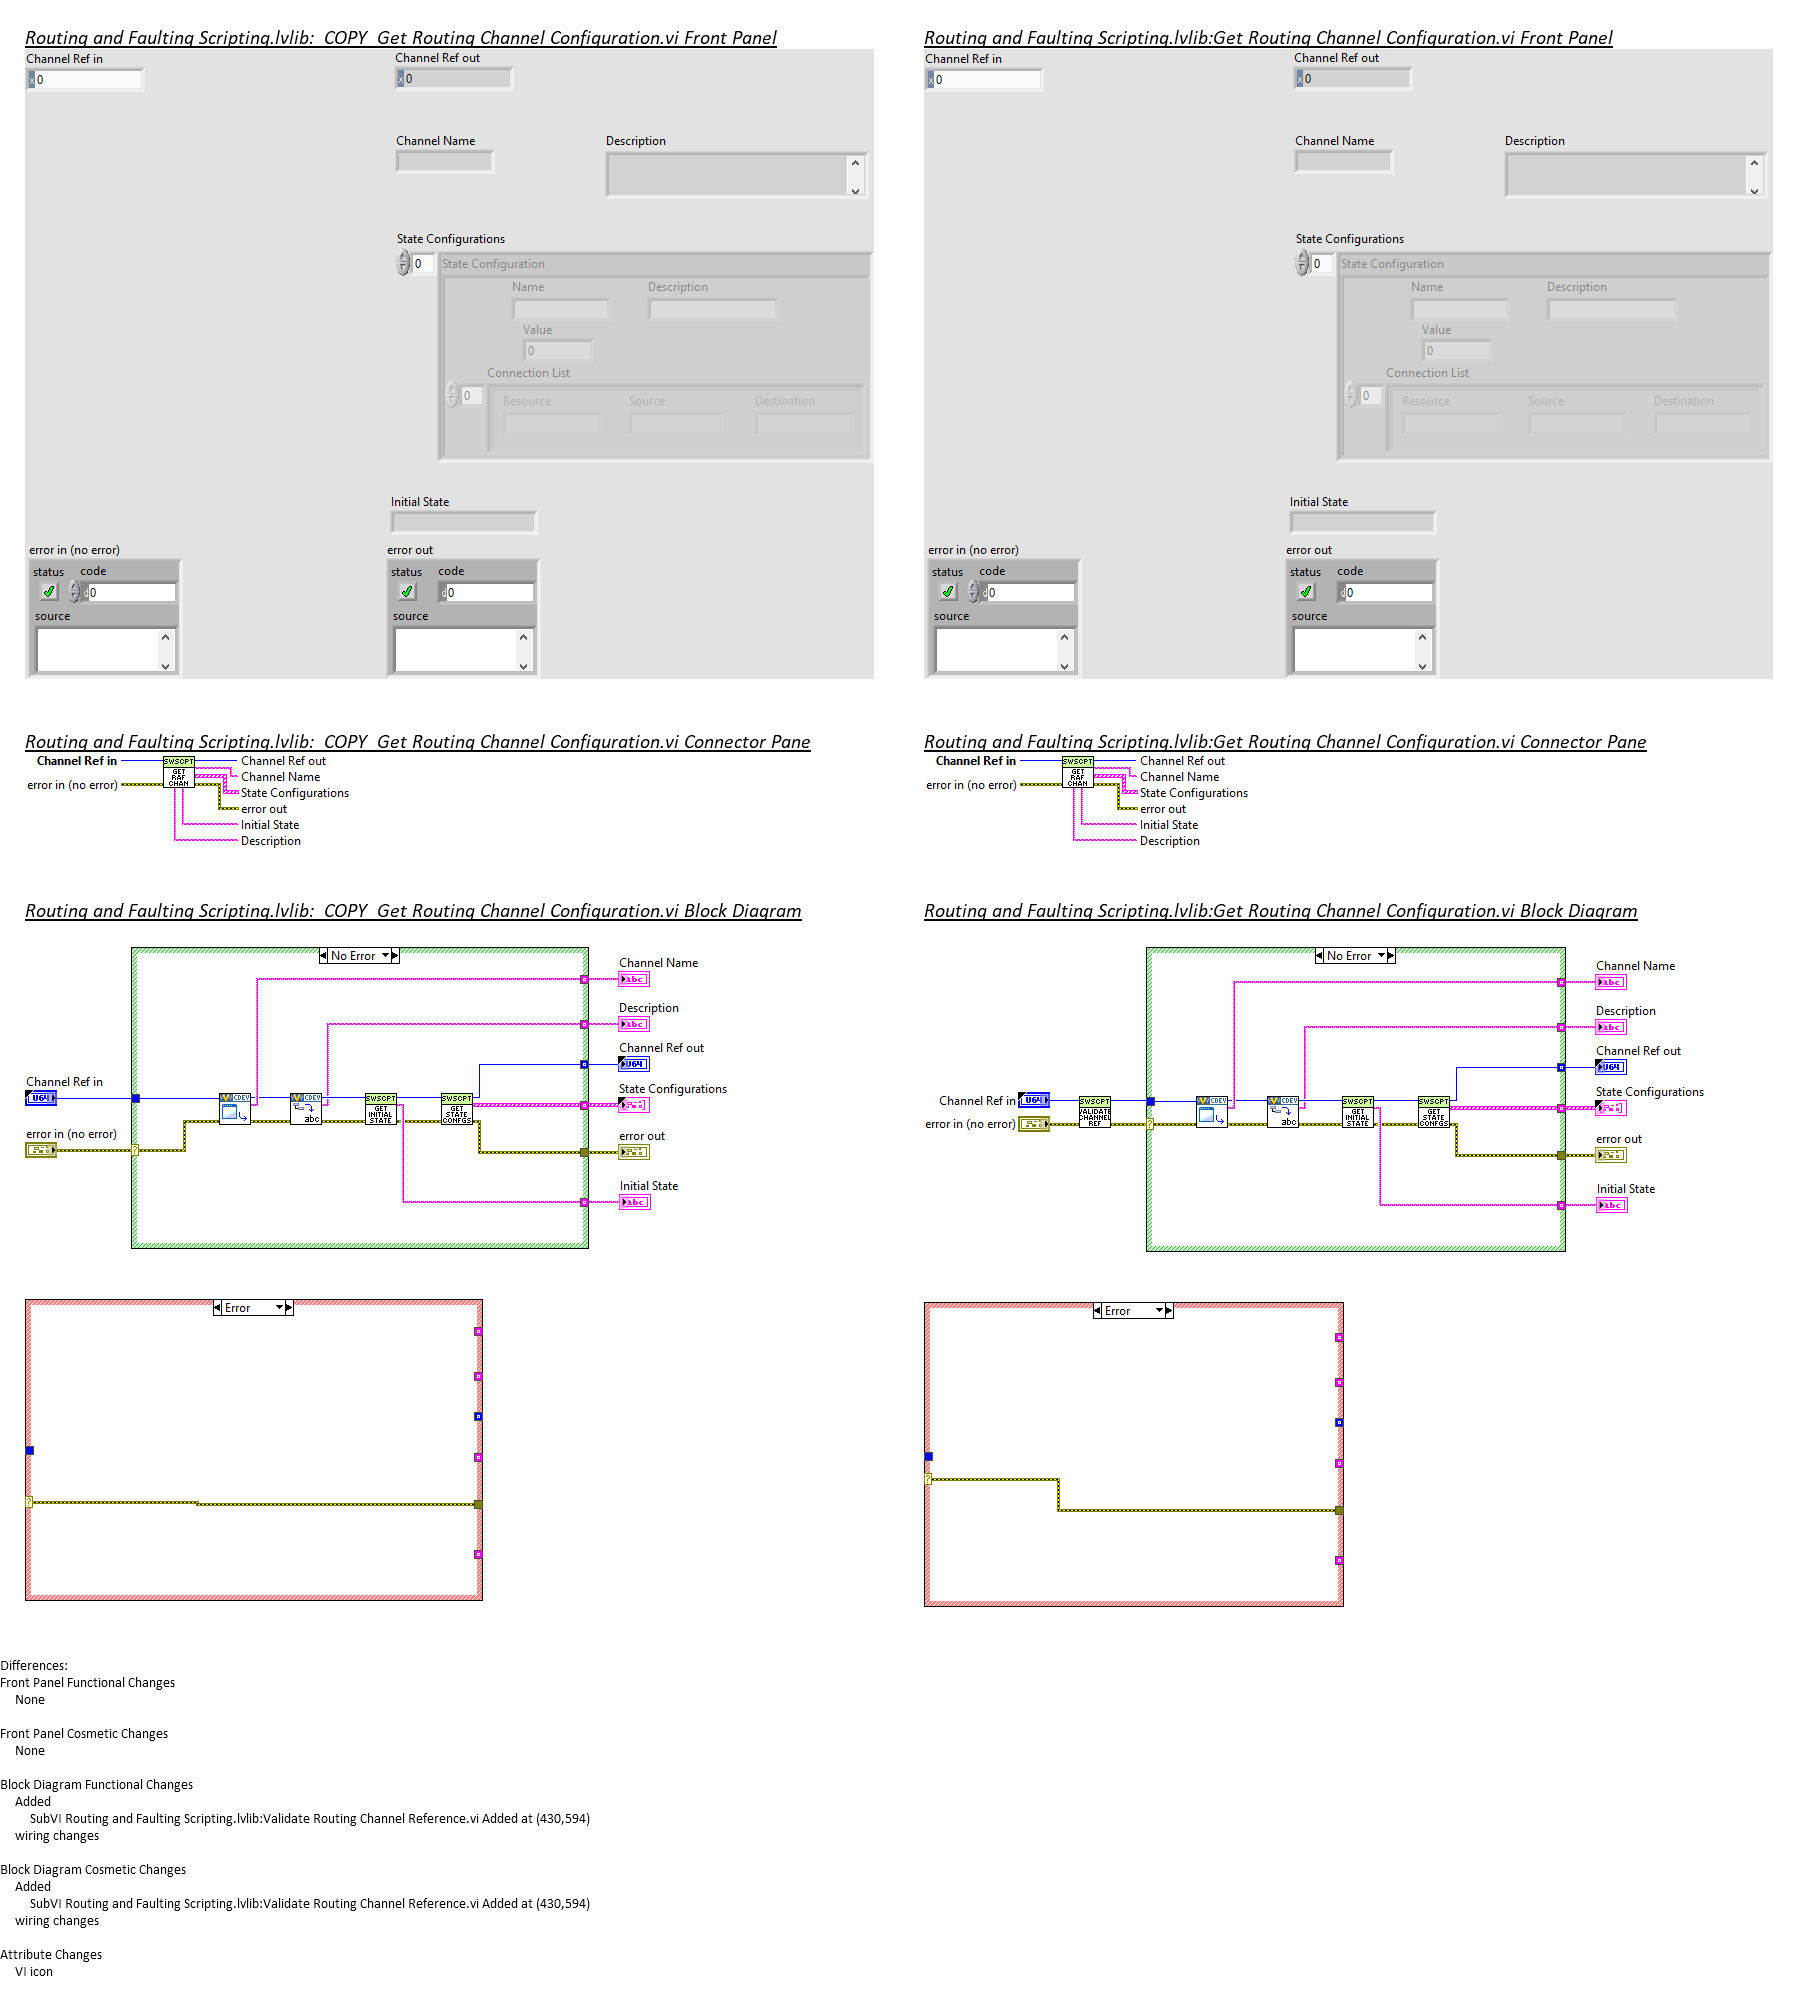 Routing and Faulting Scripting.lvlib:_COPY_Get Routing Channel Configuration.vi Front Panel
Channel Ref in
x 0
Channel Ref out
x 0
Channel Name
Description
State Configurations
0
State Configuration
Name
Description
Value
0
Connection List
0
Resource
Source
Destination
Initial State
error in (no error)
status
code
d 0
source
error out
status
code
d 0
source
Routing and Faulting Scripting.lvlib:Get Routing Channel Configuration.vi Front Panel
Channel Ref in
x 0
Channel Ref out
x 0
Channel Name
Description
State Configurations
0
State Configuration
Name
Description
Value
0
Connection List
0
Resource
Source
Destination
Initial State
error in (no error)
status
code
d 0
source
error out
status
code
d 0
source
Routing and Faulting Scripting.lvlib:_COPY_Get Routing Channel Configuration.vi Connector Pane
Channel Ref in
error in (no error)
SWSCPT
GET
RAF
CHAN
Channel Ref out
Channel Name
State Configurations
error out
Initial State
Description
Routing and Faulting Scripting.lvlib:Get Routing Channel Configuration.vi Connector Pane
Channel Ref in
error in (no error)
SWSCPT
GET
RAF
CHAN
Channel Ref out
Channel Name
State Configurations
error out
Initial State
Description
Routing and Faulting Scripting.lvlib:_COPY_Get Routing Channel Configuration.vi Block Diagram
No Error
Channel Name
abc
Description
abc
Channel Ref out
U64
State Configurations
error out
Initial State
abc
Channel Ref in
U64
error in (no error)
?
CDEV
CDEV
abc
SWSCPT
GET
INITIAL
STATE
SWSCPT
GET
STATE
CONFGS
Error
?
Routing and Faulting Scripting.lvlib:Get Routing Channel Configuration.vi Block Diagram
No Error
Channel Name
abc
Description
abc
Channel Ref out
U64
State Configurations
error out
Initial State
abc
Channel Ref in
U64
error in (no error)
SWSCPT
VALIDATE
CHANNEL
REF
?
CDEV
CDEV
abc
SWSCPT
GET
INITIAL
STATE
SWSCPT
GET
STATE
CONFGS
Error
?
Differences:
Front Panel Functional Changes
None
Front Panel Cosmetic Changes
None
Block Diagram Functional Changes
Added
SubVI Routing and Faulting Scripting.lvlib:Validate Routing Channel Reference.vi Added at (430,594)
wiring changes
Block Diagram Cosmetic Changes
Added
SubVI Routing and Faulting Scripting.lvlib:Validate Routing Channel Reference.vi Added at (430,594)
wiring changes
Attribute Changes
VI icon